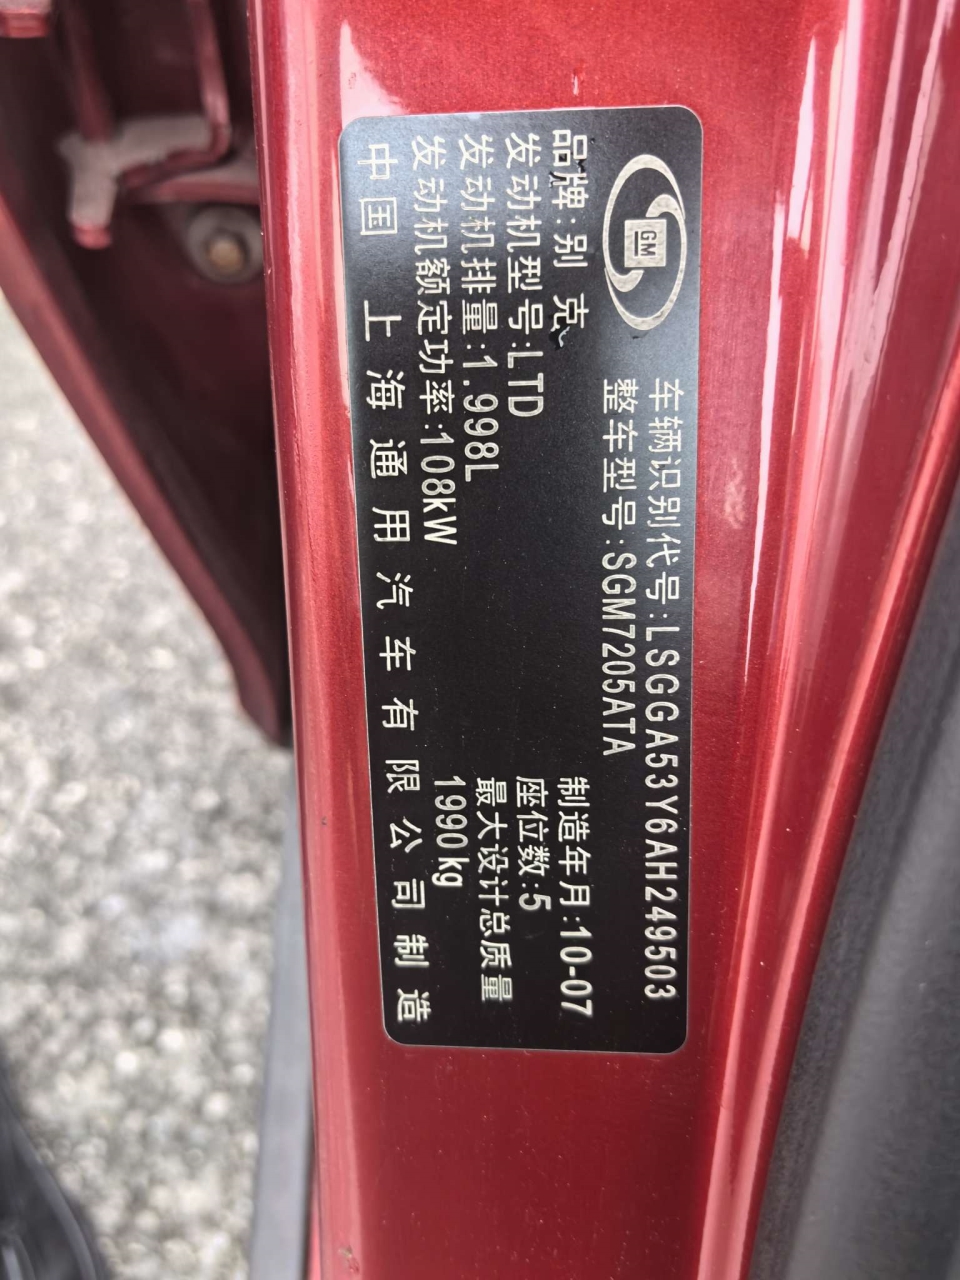 GM
车辆识别代号:LSGGA53Y6AH249503
整车型号:SGM7205ATA
品牌:别 克
制造年月:10-07
发动机型号:LTD
座位数:5
发动机排量:1.998L
最大设计总质量
发动机额定功率:108kW
1990kg
中国 上海通用汽车有限公司制造